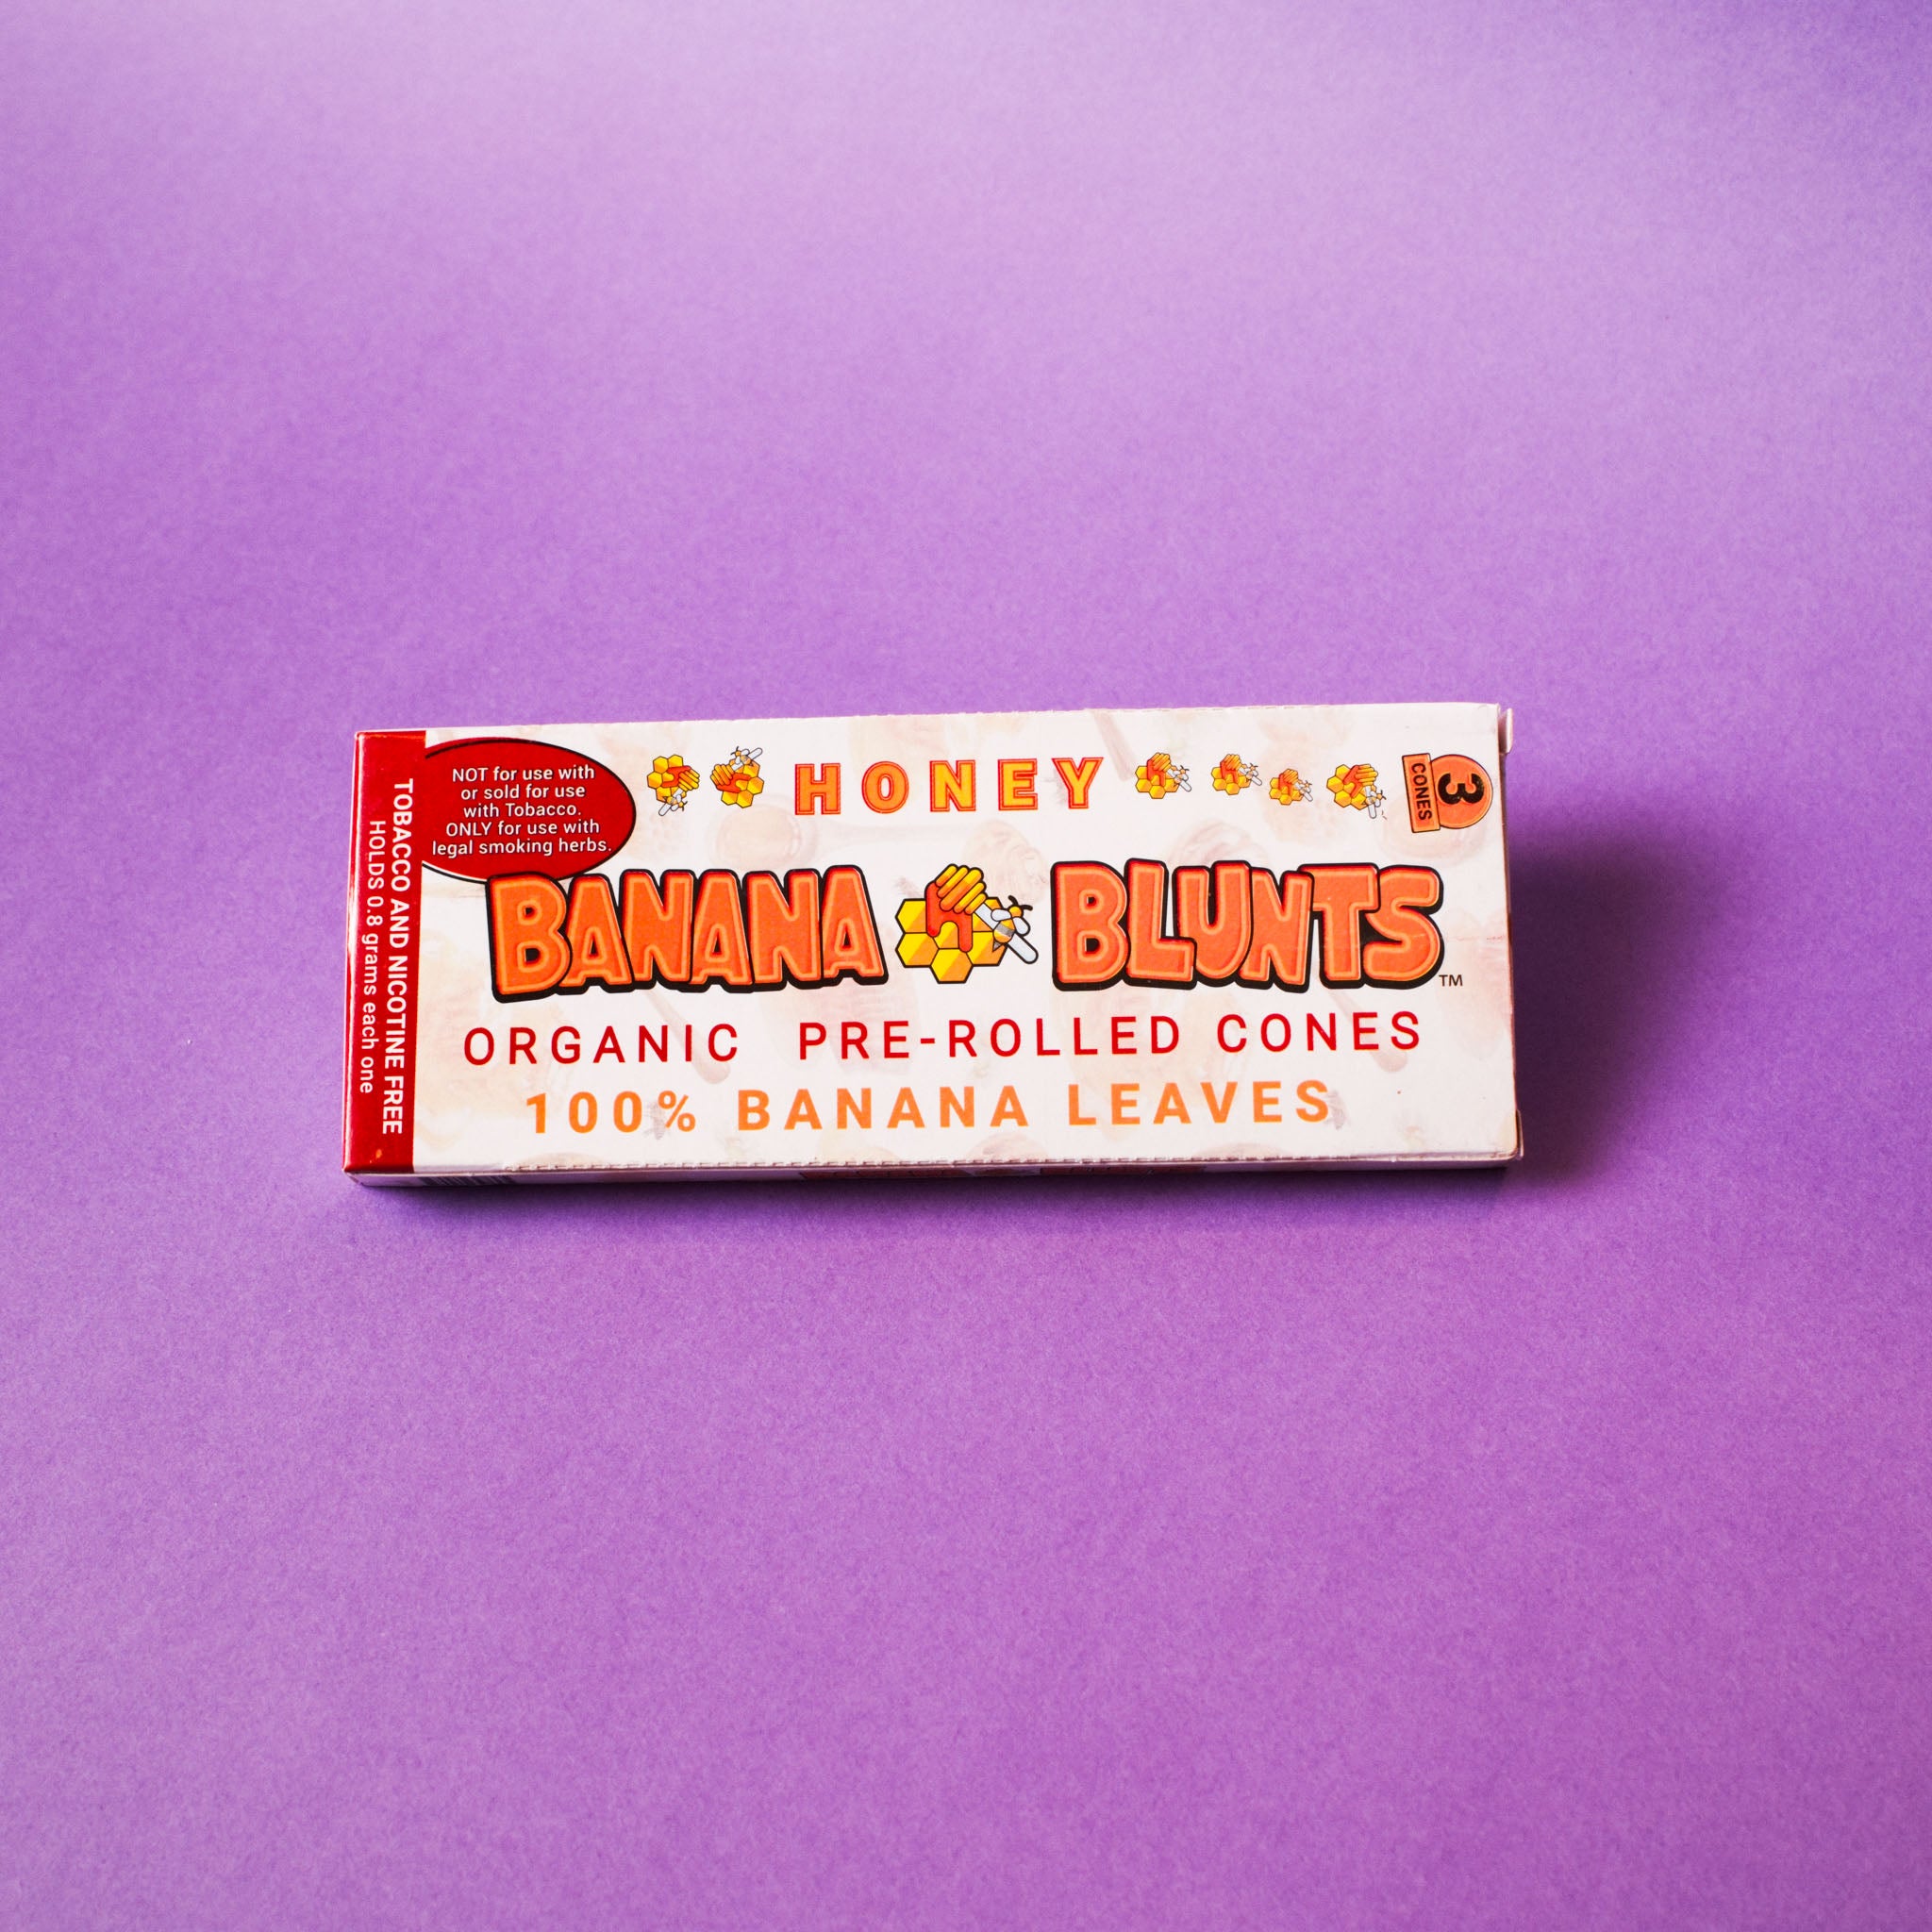 NOT for use with
or sold for use
with Tobacco.
ONLY for use with
legal smoking herbs.
HONEY
3
CONES
BANANA BLUNTS™
ORGANIC PRE-ROLLED CONES
100% BANANA LEAVES
TOBACCO AND NICOTINE FREE
HOLDS 0.8 grams each one